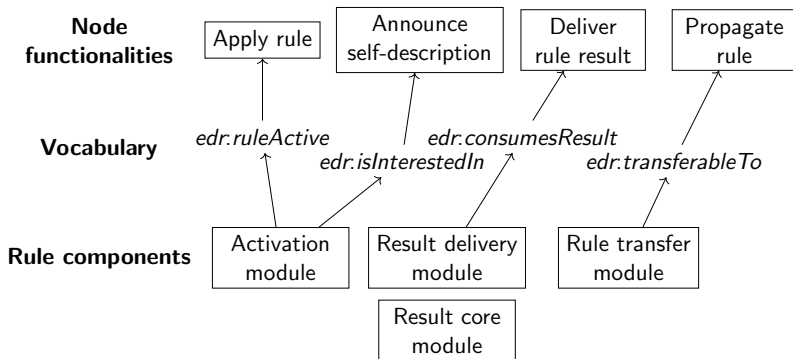 Node
functionalities
Apply rule
Announce
self-description
Deliver
rule result
Propagate
rule
Vocabulary
edr:ruleActive
edr:isInterestedIn
edr:consumesResult
edr:transferableTo
Rule components
Activation
module
Result delivery
module
Rule transfer
module
Result core
module